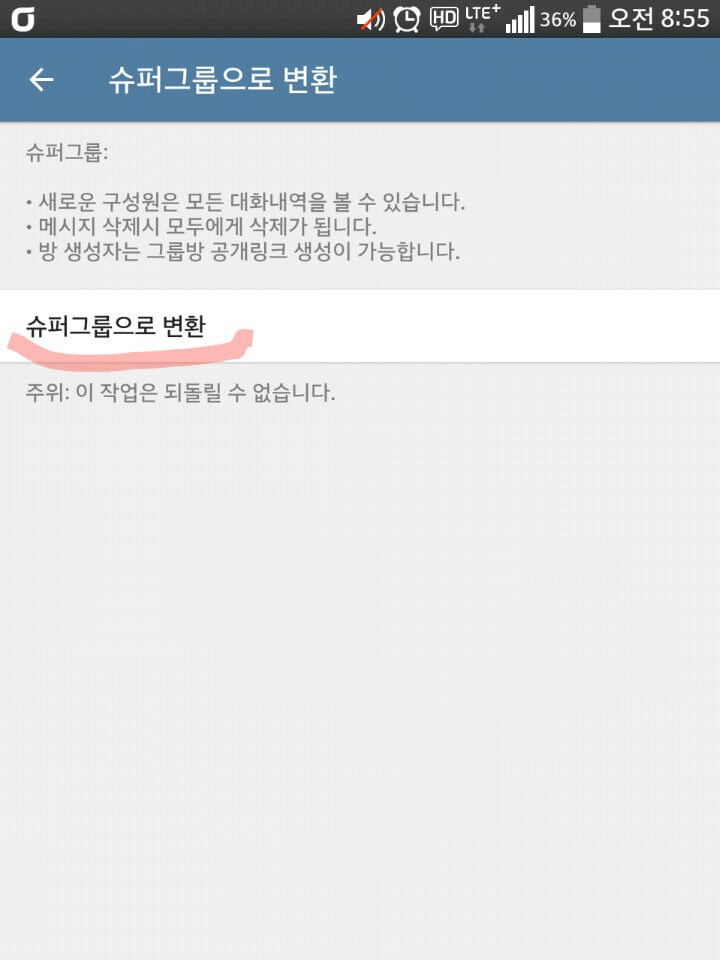 HD LTE+ 36% 오전 8:55
슈퍼그룹으로 변환
슈퍼그룹:
• 새로운 구성원은 모든 대화내역을 볼 수 있습니다.
• 메시지 삭제시 모두에게 삭제가 됩니다.
• 방 생성자는 그룹방 공개링크 생성이 가능합니다.
슈퍼그룹으로 변환
주위: 이 작업은 되돌릴 수 없습니다.